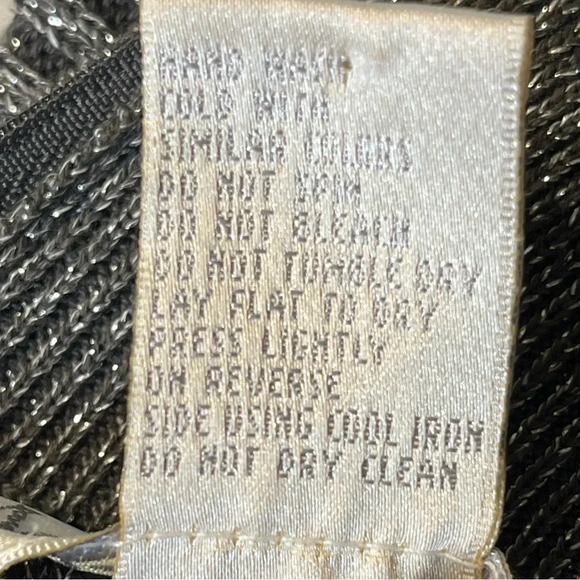 HAND WASH
COLD WITH
SIMILAR COLORS
DO NOT SPIN
DO NOT BLEACH
DO NOT TUMBLE DRY
LAY FLAT TO DRY
PRESS LIGHTLY
ON REVERSE
SIDE USING COOL IRON
DO NOT DRY CLEAN